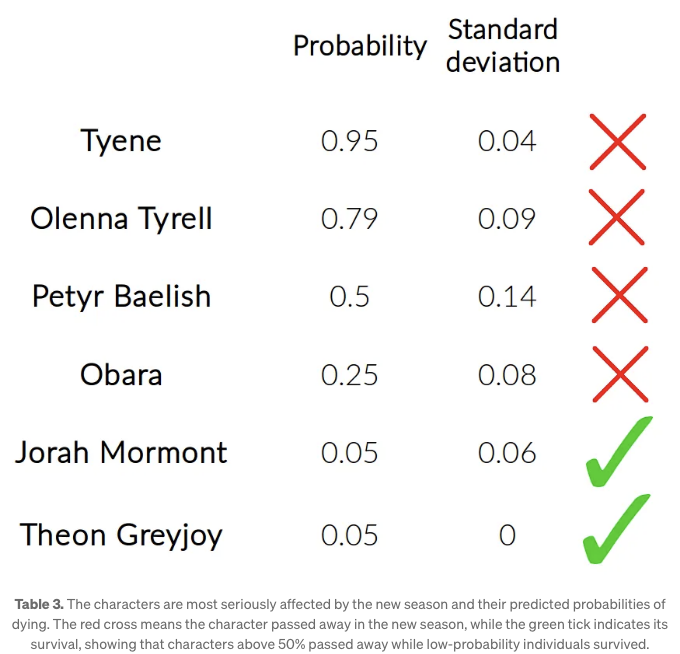 Probability Standard deviation
Tyene 0.95 0.04
Olenna Tyrell 0.79 0.09
Petyr Baelish 0.5 0.14
Obara 0.25 0.08
Jorah Mormont 0.05 0.06
Theon Greyjoy 0.05 0
Table 3. The characters are most seriously affected by the new season and their predicted probabilities of
dying. The red cross means the character passed away in the new season, while the green tick indicates its
survival, showing that characters above 50% passed away while low-probability individuals survived.